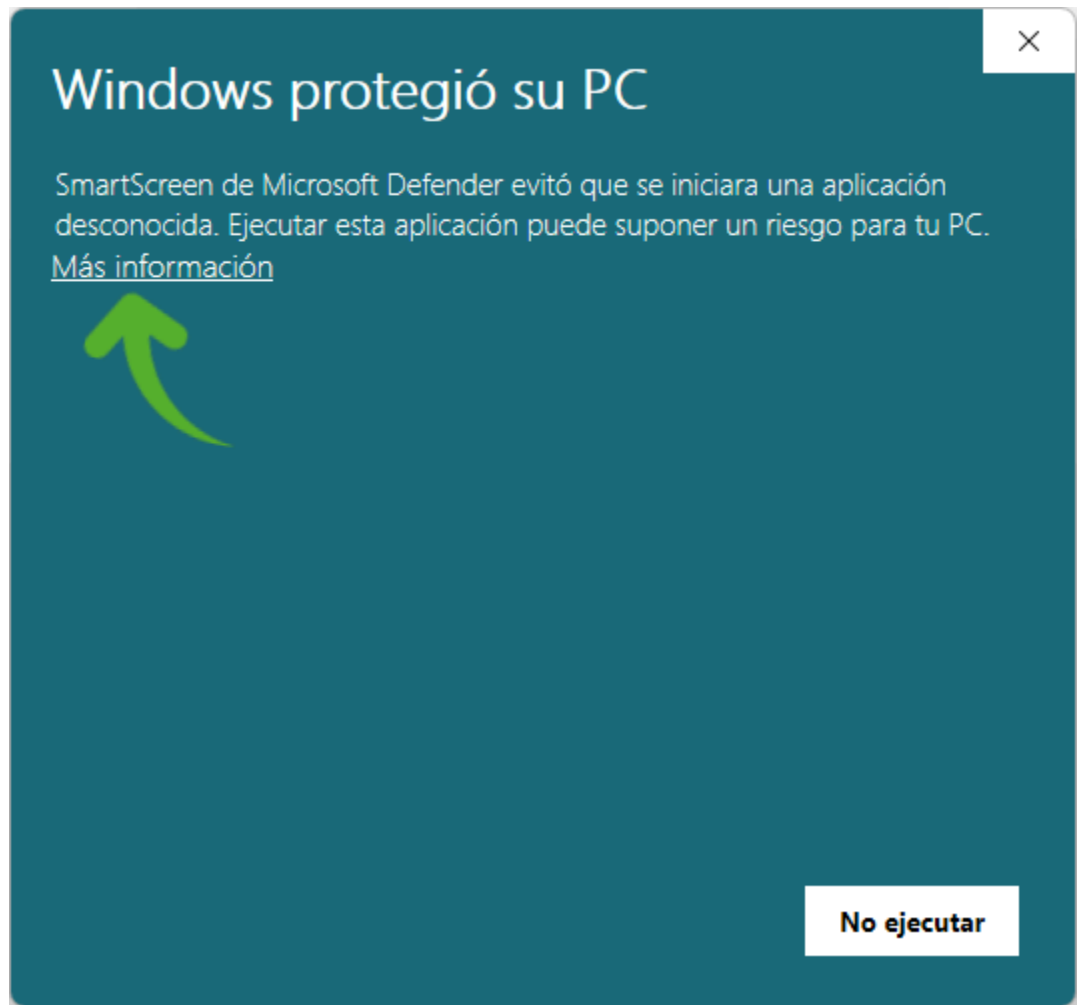 Windows protegió su PC
SmartScreen de Microsoft Defender evitó que se iniciara una aplicación
desconocida. Ejecutar esta aplicación puede suponer un riesgo para tu PC.
Más información
No ejecutar